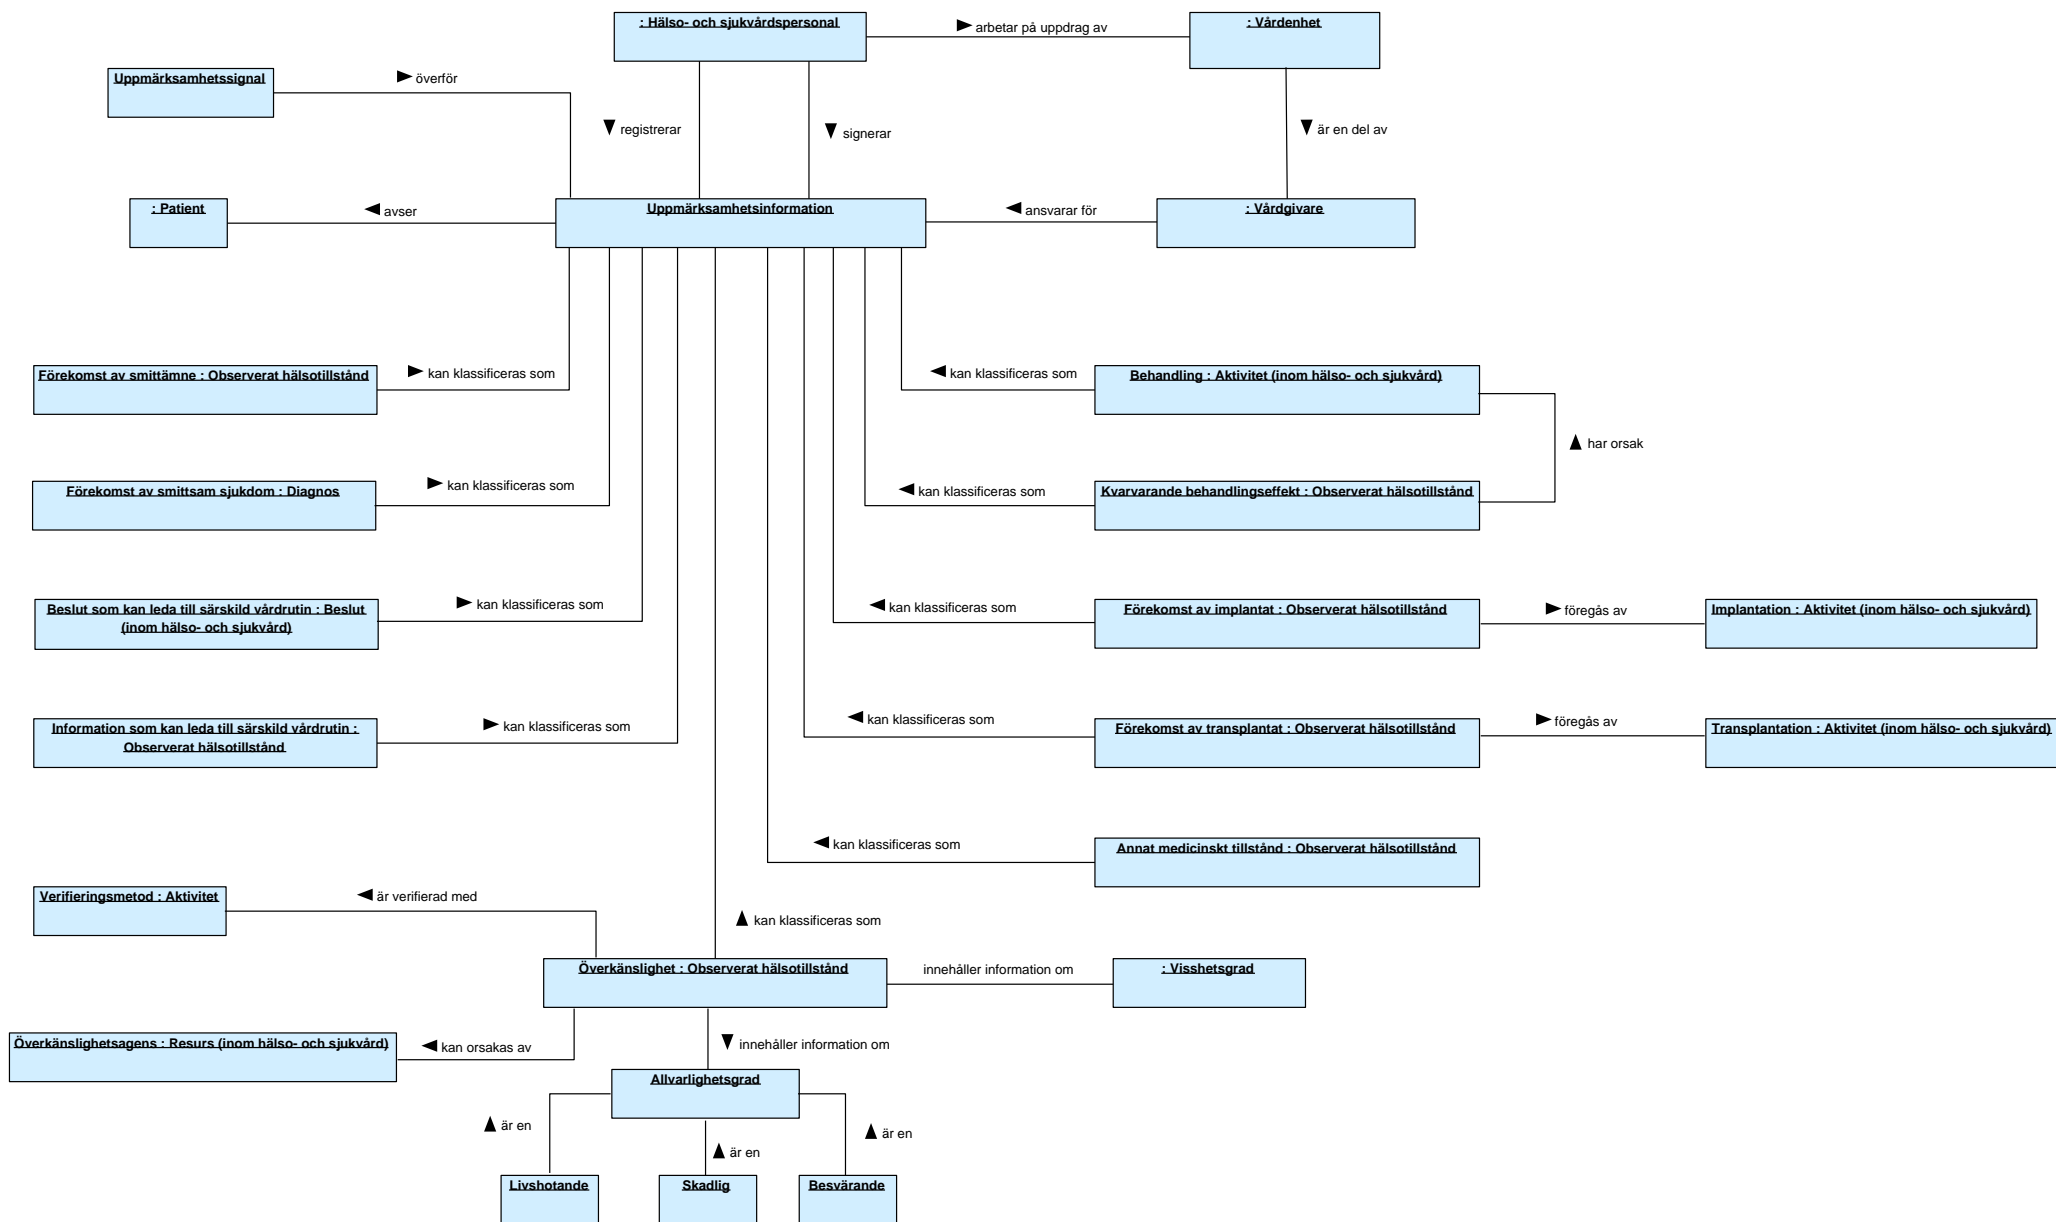 : Hälso- och sjukvårdspersonal
arbetar på uppdrag av
: Vårdenhet
Uppmärksamhetssignal
överför
registrerar
signerar
är en del av
: Patient
avser
Uppmärksamhetsinformation
ansvarar för
: Vårdgivare
Förekomst av smittämne : Observerat hälsotillstånd
kan klassificeras som
kan klassificeras som
Behandling : Aktivitet (inom hälso- och sjukvård)
har orsak
Förekomst av smittsam sjukdom : Diagnos
kan klassificeras som
kan klassificeras som
Kvarvarande behandlingseffekt : Observerat hälsotillstånd
Beslut som kan leda till särskild vårdrutin : Beslut
(inom hälso- och sjukvård)
kan klassificeras som
kan klassificeras som
Förekomst av implantat : Observerat hälsotillstånd
föregås av
Implantation : Aktivitet (inom hälso- och sjukvård)
Information som kan leda till särskild vårdrutin :
Observerat hälsotillstånd
kan klassificeras som
kan klassificeras som
Förekomst av transplantat : Observerat hälsotillstånd
föregås av
Transplantation : Aktivitet (inom hälso- och sjukvård)
kan klassificeras som
Annat medicinskt tillstånd : Observerat hälsotillstånd
Verifieringsmetod : Aktivitet
är verifierad med
kan klassificeras som
Överkänslighet : Observerat hälsotillstånd
innehåller information om
: Visshetsgrad
Överkänslighetsagens : Resurs (inom hälso- och sjukvård)
kan orsakas av
innehåller information om
Allvarlighetsgrad
är en
är en
är en
Livshotande
Skadlig
Besvärande